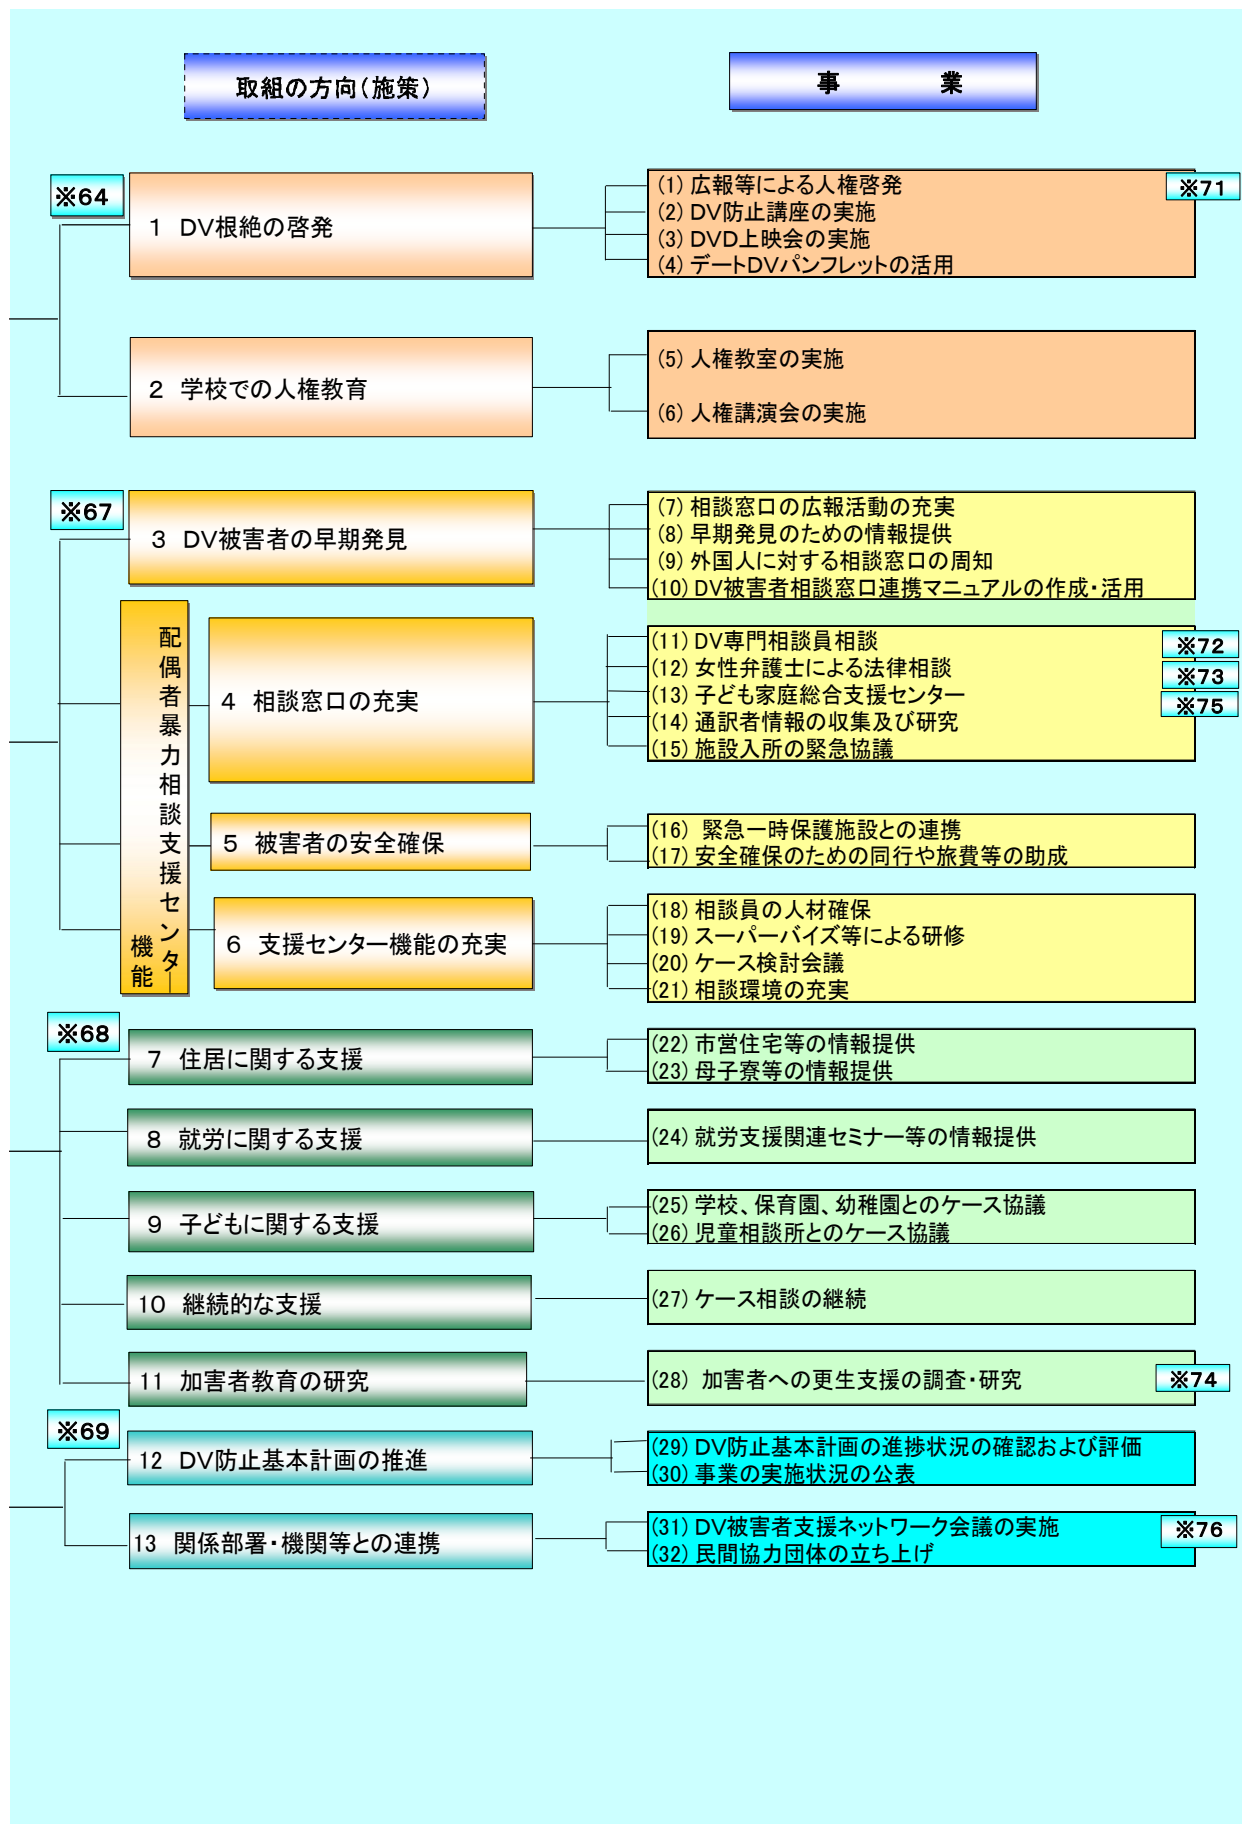 取組の方向(施策)
事　業
※64
1 DV根絶の啓発
(1) 広報等による人権啓発
※71
(2) DV防止講座の実施
(3) DVD上映会の実施
(4) デートDVパンフレットの活用
2 学校での人権教育
(5) 人権教室の実施
(6) 人権講演会の実施
※67
3 DV被害者の早期発見
(7) 相談窓口の広報活動の充実
(8) 早期発見のための情報提供
(9) 外国人に対する相談窓口の周知
(10) DV被害者相談窓口連携マニュアルの作成・活用
配偶者暴力相談支援センター
機能
4 相談窓口の充実
(11) DV専門相談員相談
※72
(12) 女性弁護士による法律相談
※73
(13) 子ども家庭総合支援センター
※75
(14) 通訳者情報の収集及び研究
(15) 施設入所の緊急協議
5 被害者の安全確保
(16) 緊急一時保護施設との連携
(17) 安全確保のための同行や旅費等の助成
6 支援センター機能の充実
(18) 相談員の人材確保
(19) スーパーバイズ等による研修
(20) ケース検討会議
(21) 相談環境の充実
※68
7 住居に関する支援
(22) 市営住宅等の情報提供
(23) 母子寮等の情報提供
8 就労に関する支援
(24) 就労支援関連セミナー等の情報提供
9 子どもに関する支援
(25) 学校、保育園、幼稚園とのケース協議
(26) 児童相談所とのケース協議
10 継続的な支援
(27) ケース相談の継続
11 加害者教育の研究
(28) 加害者への更生支援の調査・研究
※74
※69
12 DV防止基本計画の推進
(29) DV防止基本計画の進捗状況の確認および評価
(30) 事業の実施状況の公表
13 関係部署・機関等との連携
(31) DV被害者支援ネットワーク会議の実施
※76
(32) 民間協力団体の立ち上げ